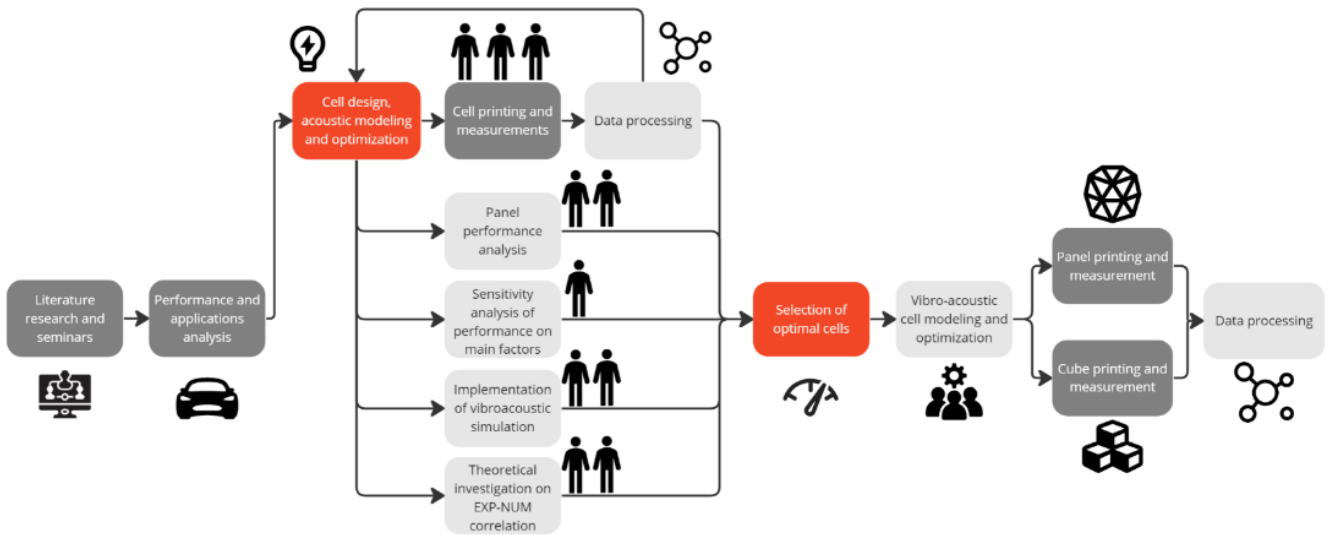 Literature
research and
seminars
Performance and
applications
analysis
Cell design,
acoustic modeling
and optimization
Cell printing and
measurements
Data processing
Panel
performance
analysis
Sensitivity
analysis of
performance on
main factors
Implementation
of vibroacoustic
simulation
Theoretical
investigation on
EXP-NUM
correlation
Selection of
optimal cells
Vibro-acoustic
cell modeling and
optimization
Panel printing and
measurement
Cube printing and
measurement
Data processing